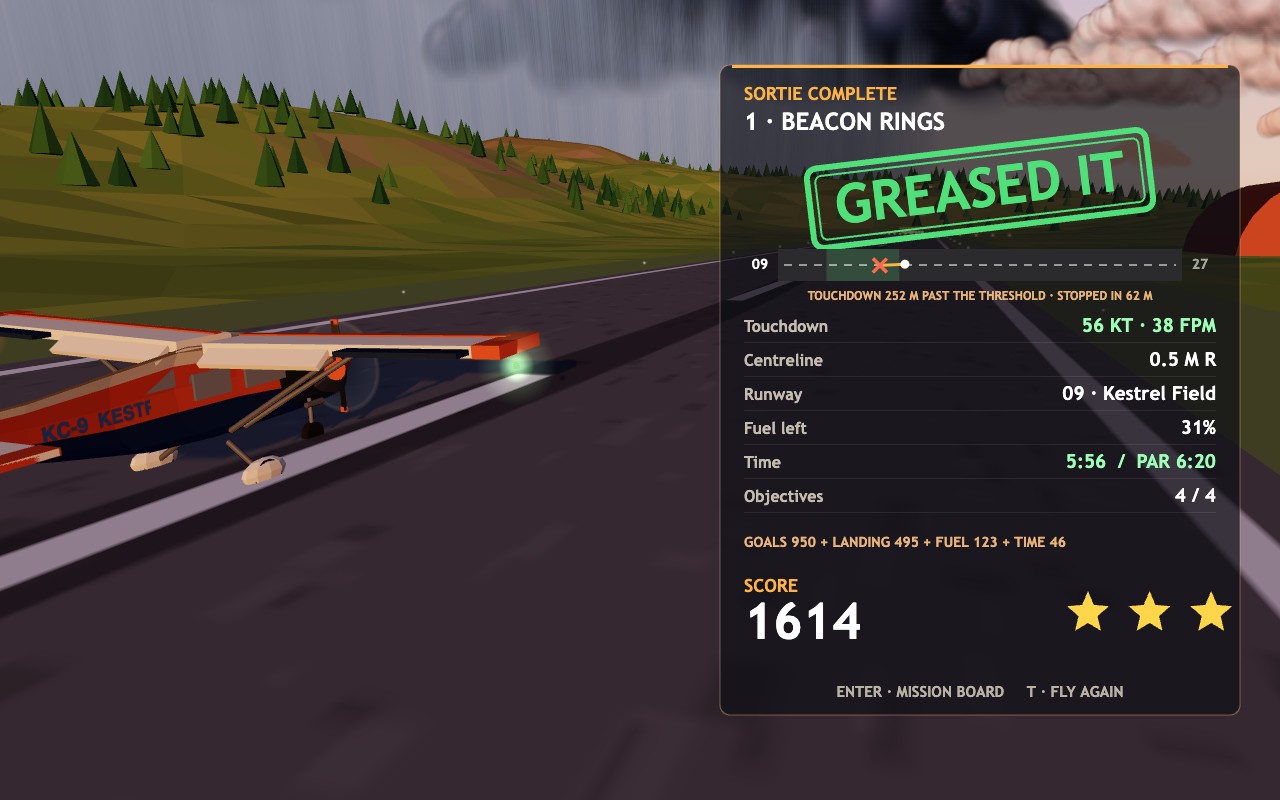 SORTIE COMPLETE
1 · BEACON RINGS
GREASED IT
09 27
TOUCHDOWN 252 M PAST THE THRESHOLD · STOPPED IN 62 M
Touchdown 56 KT · 38 FPM
Centreline 0.5 M R
Runway 09 · Kestrel Field
Fuel left 31%
Time 5:56 / PAR 6:20
Objectives 4 / 4
GOALS 950 + LANDING 495 + FUEL 123 + TIME 46
SCORE
1614
ENTER · MISSION BOARD T · FLY AGAIN
KC-9 KESTR